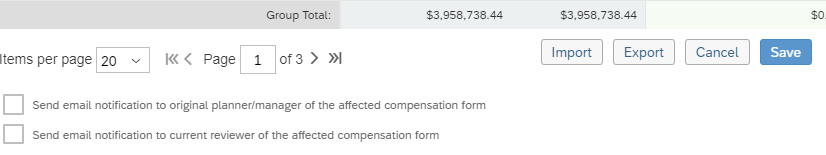 Group Total: $3,958,738.44 $3,958,738.44 $0.
Items per page 20 Page 1 of 3 Import Export Cancel Save
Send email notification to original planner/manager of the affected compensation form
Send email notification to current reviewer of the affected compensation form